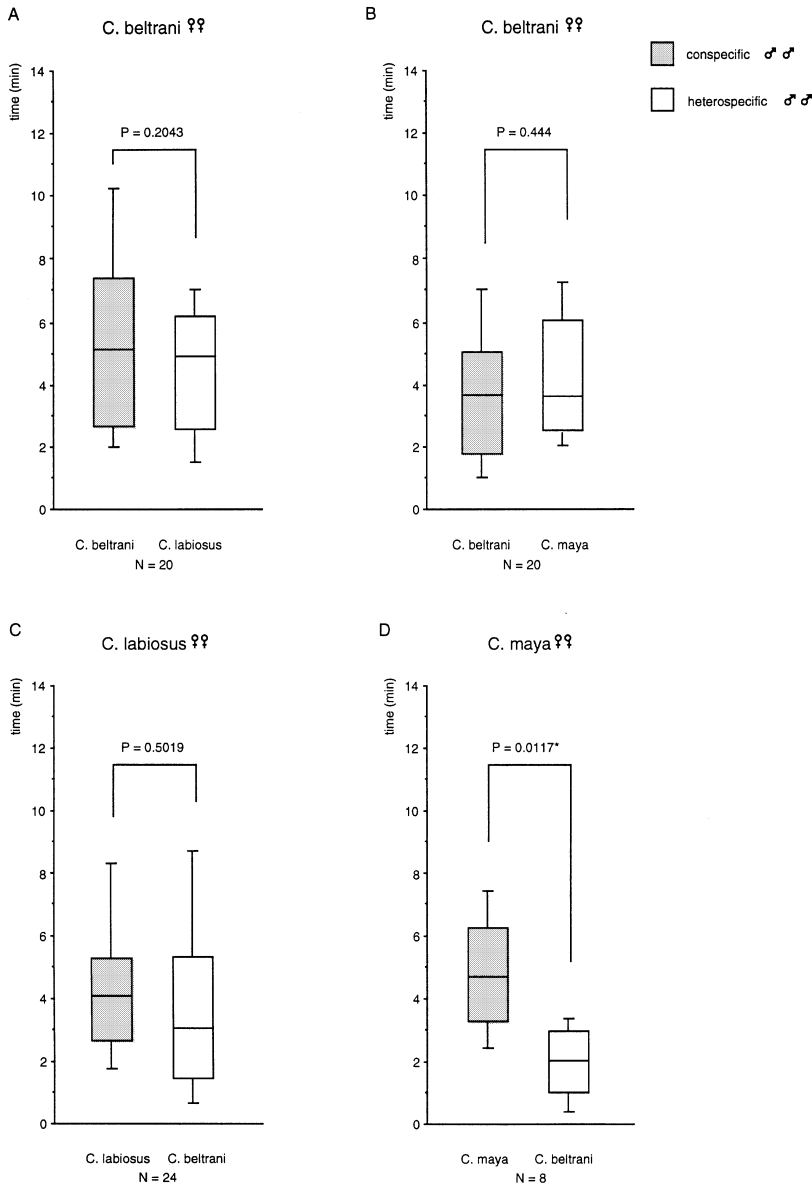 A
C. beltrani ♀♀
time (min)
14
12
10
8
6
4
2
0
P = 0.2043
C. beltrani C. labiosus
N = 20
B
C. beltrani ♀♀
time (min)
14
12
10
8
6
4
2
0
P = 0.444
C. beltrani C. maya
N = 20
conspecific ♂ ♂
heterospecific ♂ ♂
C
C. labiosus ♀♀
time (min)
14
12
10
8
6
4
2
0
P = 0.5019
C. labiosus C. beltrani
N = 24
D
C. maya ♀♀
time (min)
14
12
10
8
6
4
2
0
P = 0.0117*
C. maya C. beltrani
N = 8